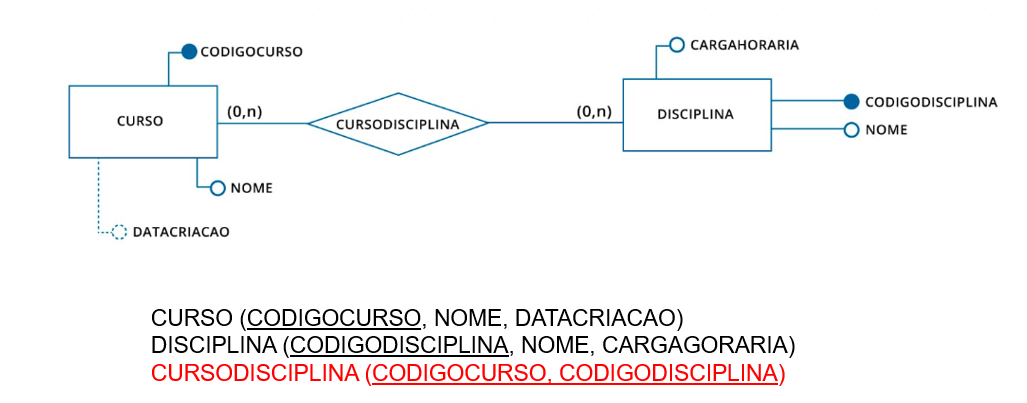 CARGAHORARIA
CODIGOCURSO
CODIGODISCIPLINA
(0,n)
(0,n)
CURSO
CURSODISCIPLINA
DISCIPLINA
NOME
NOME
DATACRIACAO
CURSO (CODIGOCURSO, NOME, DATACRIACAO)
DISCIPLINA (CODIGODISCIPLINA, NOME, CARGAGORARIA)
CURSODISCIPLINA (CODIGOCURSO, CODIGODISCIPLINA)